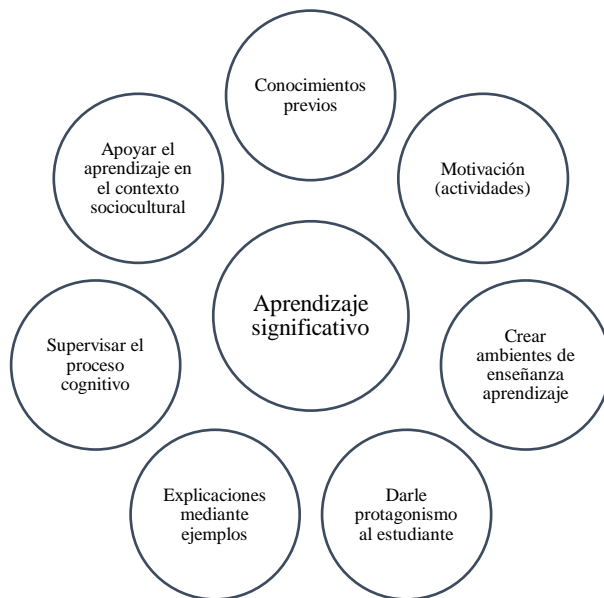 Conocimientos
previos
Motivación
(actividades)
Crear
ambientes de
enseñanza
aprendizaje
Darle
protagonismo
al estudiante
Explicaciones
mediante
ejemplos
Supervisar el
proceso
cognitivo
Apoyar el
aprendizaje en
el contexto
sociocultural
Aprendizaje
significativo